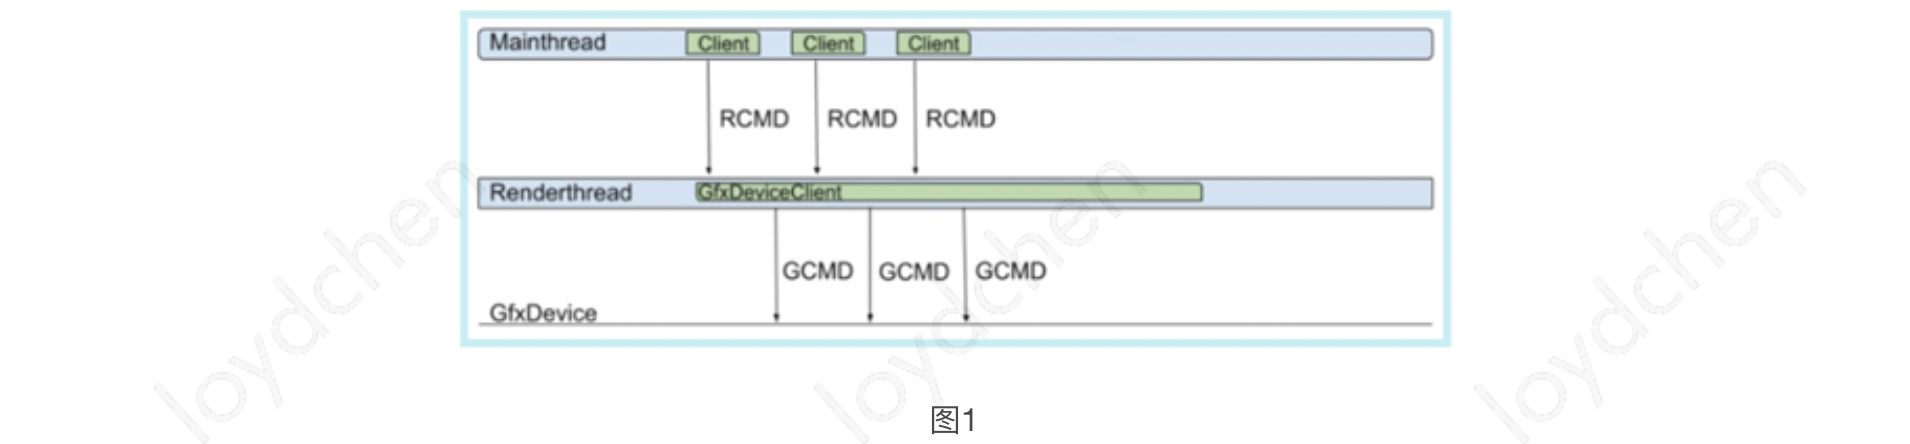 Mainthread Client Client Client
RCMD RCMD RCMD
Renderthread GfxDeviceClient
GCMD GCMD GCMD
GfxDevice
图1
loydchen loydchen loydchen